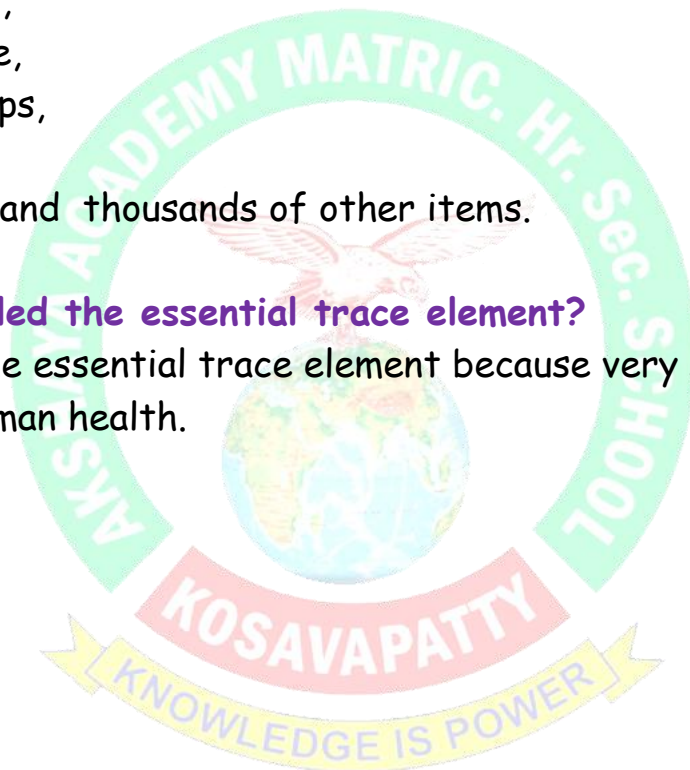 ,
e,
ps,
and thousands of other items.
led the essential trace element?
e essential trace element because very
man health.
AKSHAYA ACADEMY MATRIC. Hr. Sec. SCHOOL
KOSAVAPATTY
KNOWLEDGE IS POWER